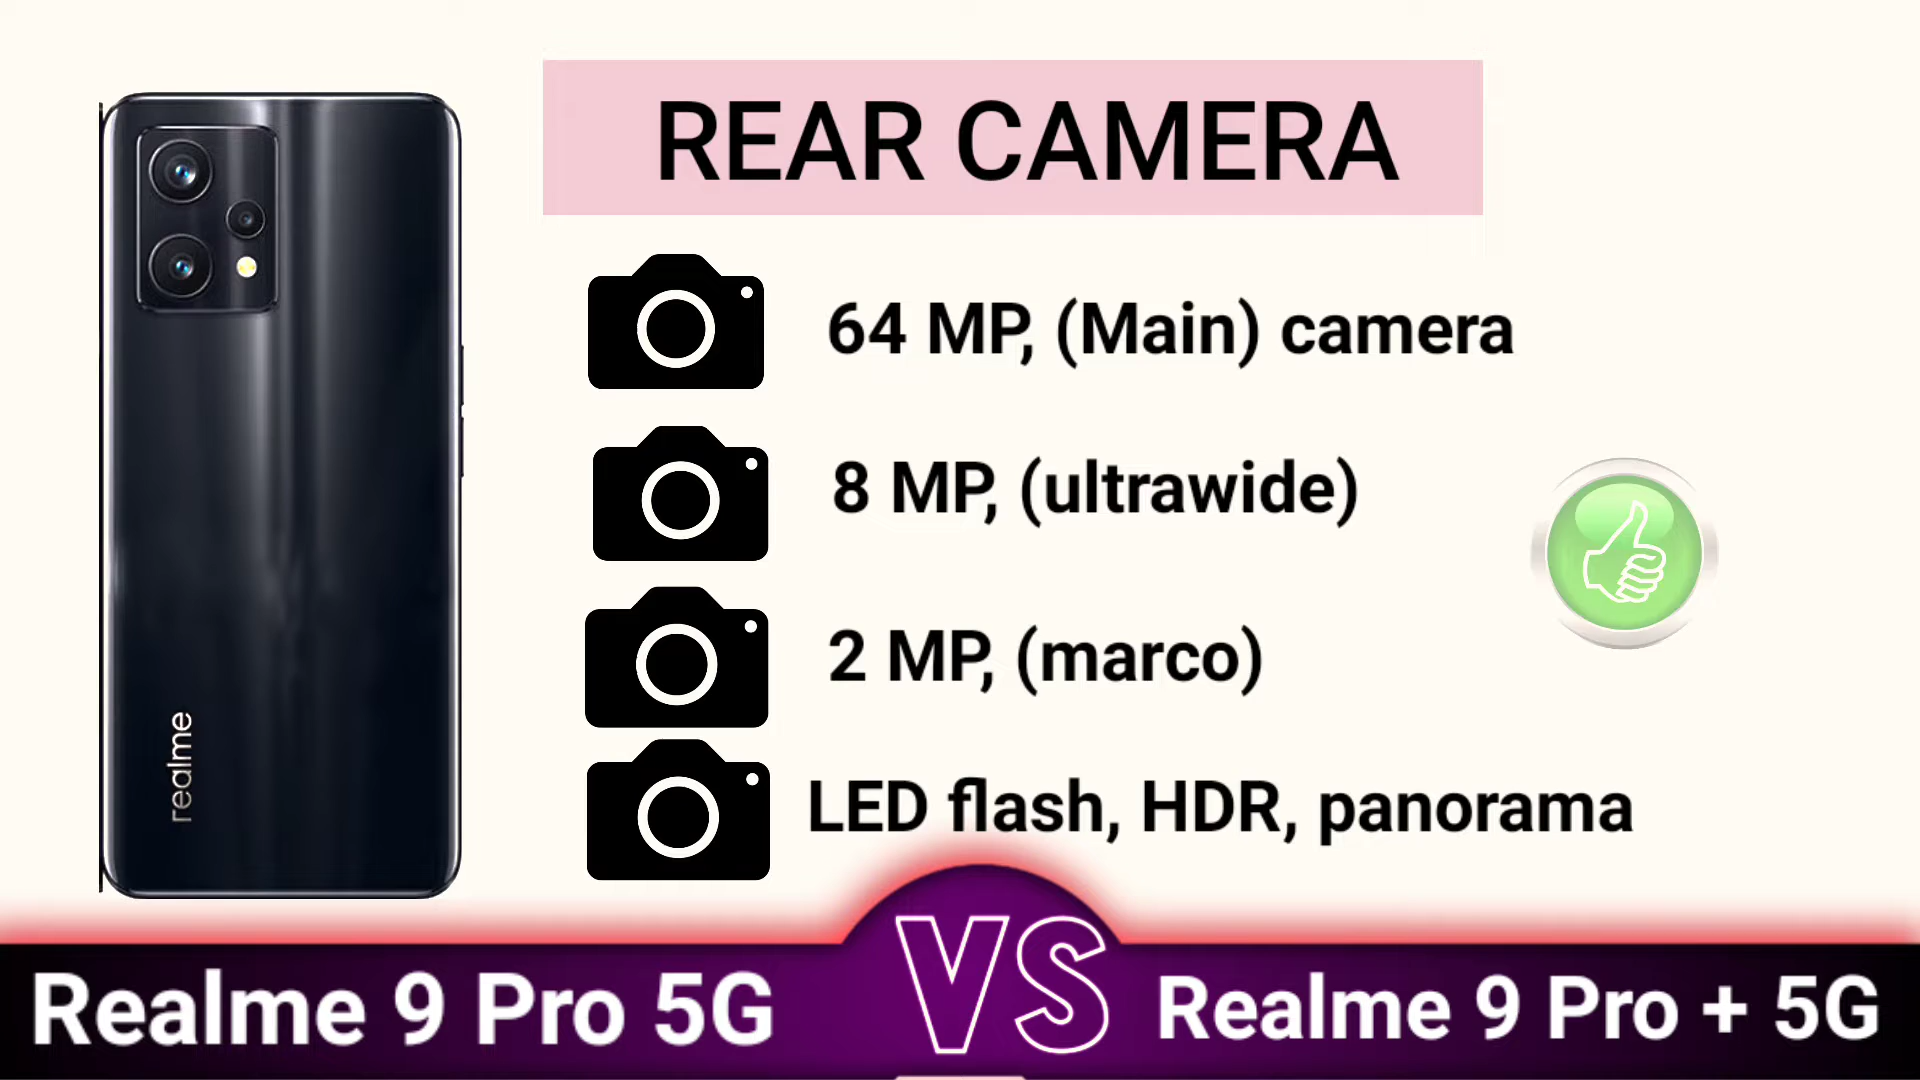 REAR CAMERA
64 MP, (Main) camera
8 MP, (ultrawide)
2 MP, (marco)
LED flash, HDR, panorama
realme
Realme 9 Pro 5G
VS
Realme 9 Pro + 5G